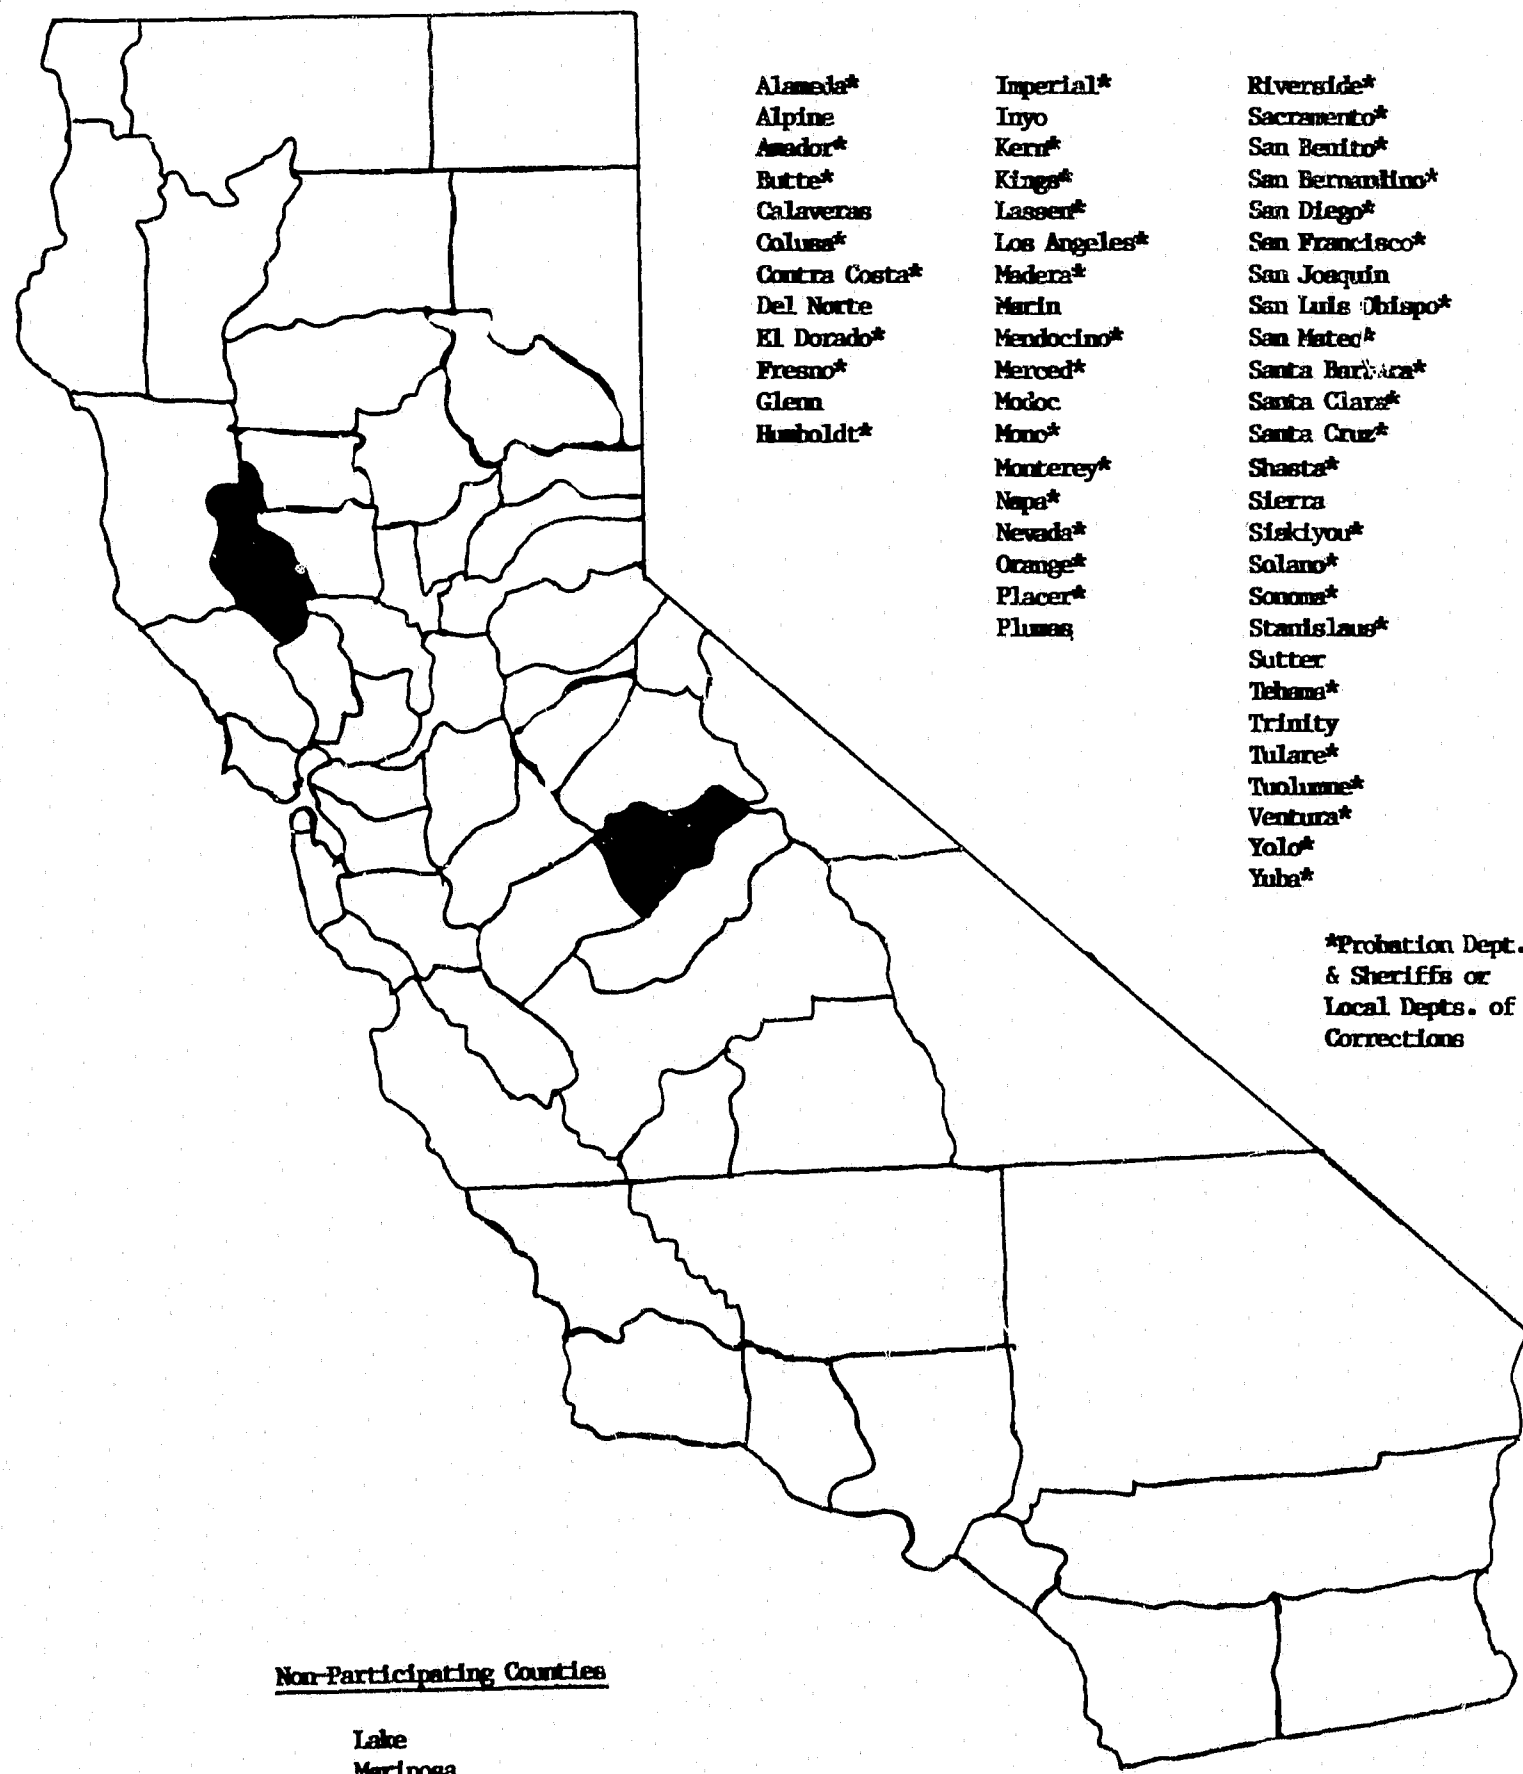 Alameda*
Alpine
Amador*
Butte*
Calaveras
Colusa*
Contra Costa*
Del Norte
El Dorado*
Fresno*
Glenn
Humboldt*
Imperial*
Inyo
Kern*
Kings*
Lassen*
Los Angeles*
Madera*
Marin
Mendocino*
Merced*
Modoc
Mono*
Monterey*
Napa*
Nevada*
Orange*
Placer*
Plumas
Riverside*
Sacramento*
San Benito*
San Bernardino*
San Diego*
San Francisco*
San Joaquin
San Luis Obispo*
San Mateo*
Santa Barbara*
Santa Clara*
Santa Cruz*
Shasta*
Sierra
Siskiyou*
Solano*
Sonoma*
Stanislaus*
Sutter
Tehama*
Trinity
Tulare*
Tuolumne*
Ventura*
Yolo*
Yuba*
*Probation Dept.
& Sheriffs or
Local Depts. of
Corrections
Non-Participating Counties
Lake
Mariposa